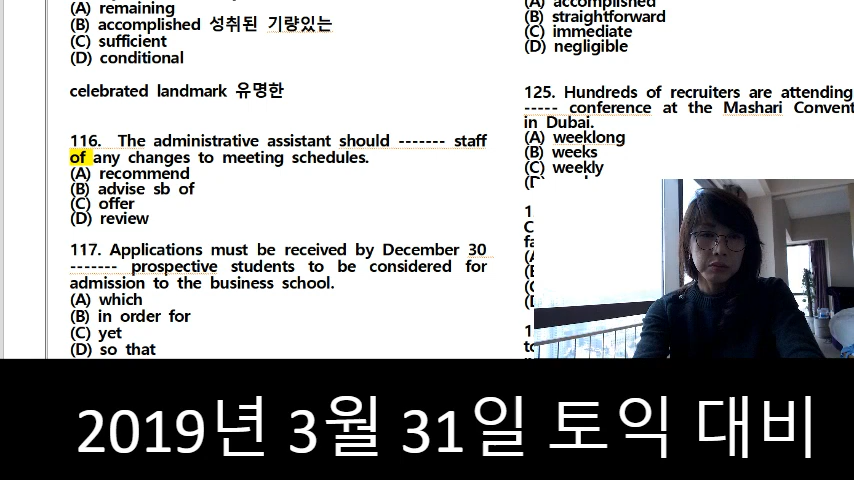 (A) remaining
(B) accomplished 성취된 기량있는
(C) sufficient
(D) conditional
celebrated landmark 유명한
116. The administrative assistant should ------- staff
of any changes to meeting schedules.
(A) recommend
(B) advise sb of
(C) offer
(D) review
117. Applications must be received by December 30
------- prospective students to be considered for
admission to the business school.
(A) which
(B) in order for
(C) yet
(D) so that
(A) accomplished
(B) straightforward
(C) immediate
(D) negligible
125. Hundreds of recruiters are attending
----- conference at the Mashari Convent
in Dubai.
(A) weeklong
(B) weeks
(C) weekly
2019년 3월 31일 토익 대비